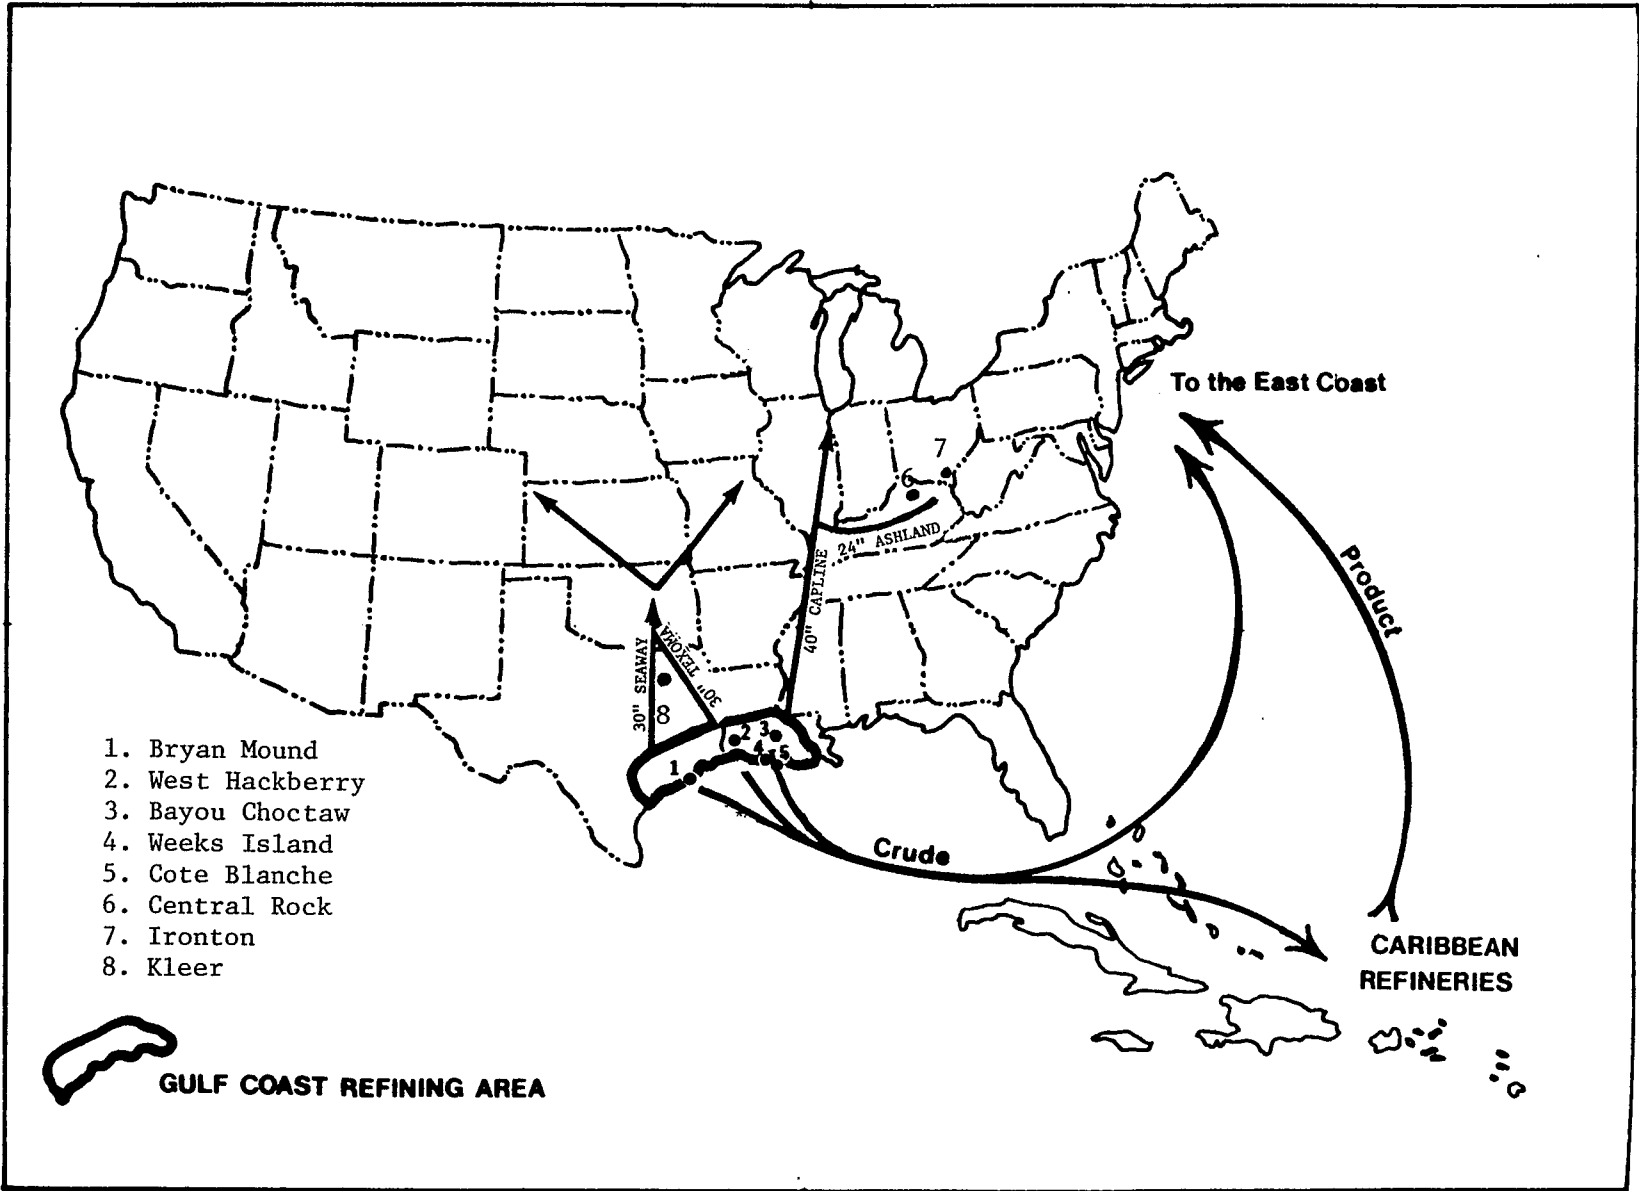 To the East Coast
7
6
24" ASHLAND
40" CAPLINE
Product
30" SEAWAY
TEXOMA
30"
8
2
3
4
5
1
Crude
1. Bryan Mound
2. West Hackberry
3. Bayou Choctaw
4. Weeks Island
5. Cote Blanche
6. Central Rock
7. Ironton
8. Kleer
CARIBBEAN
REFINERIES
GULF COAST REFINING AREA